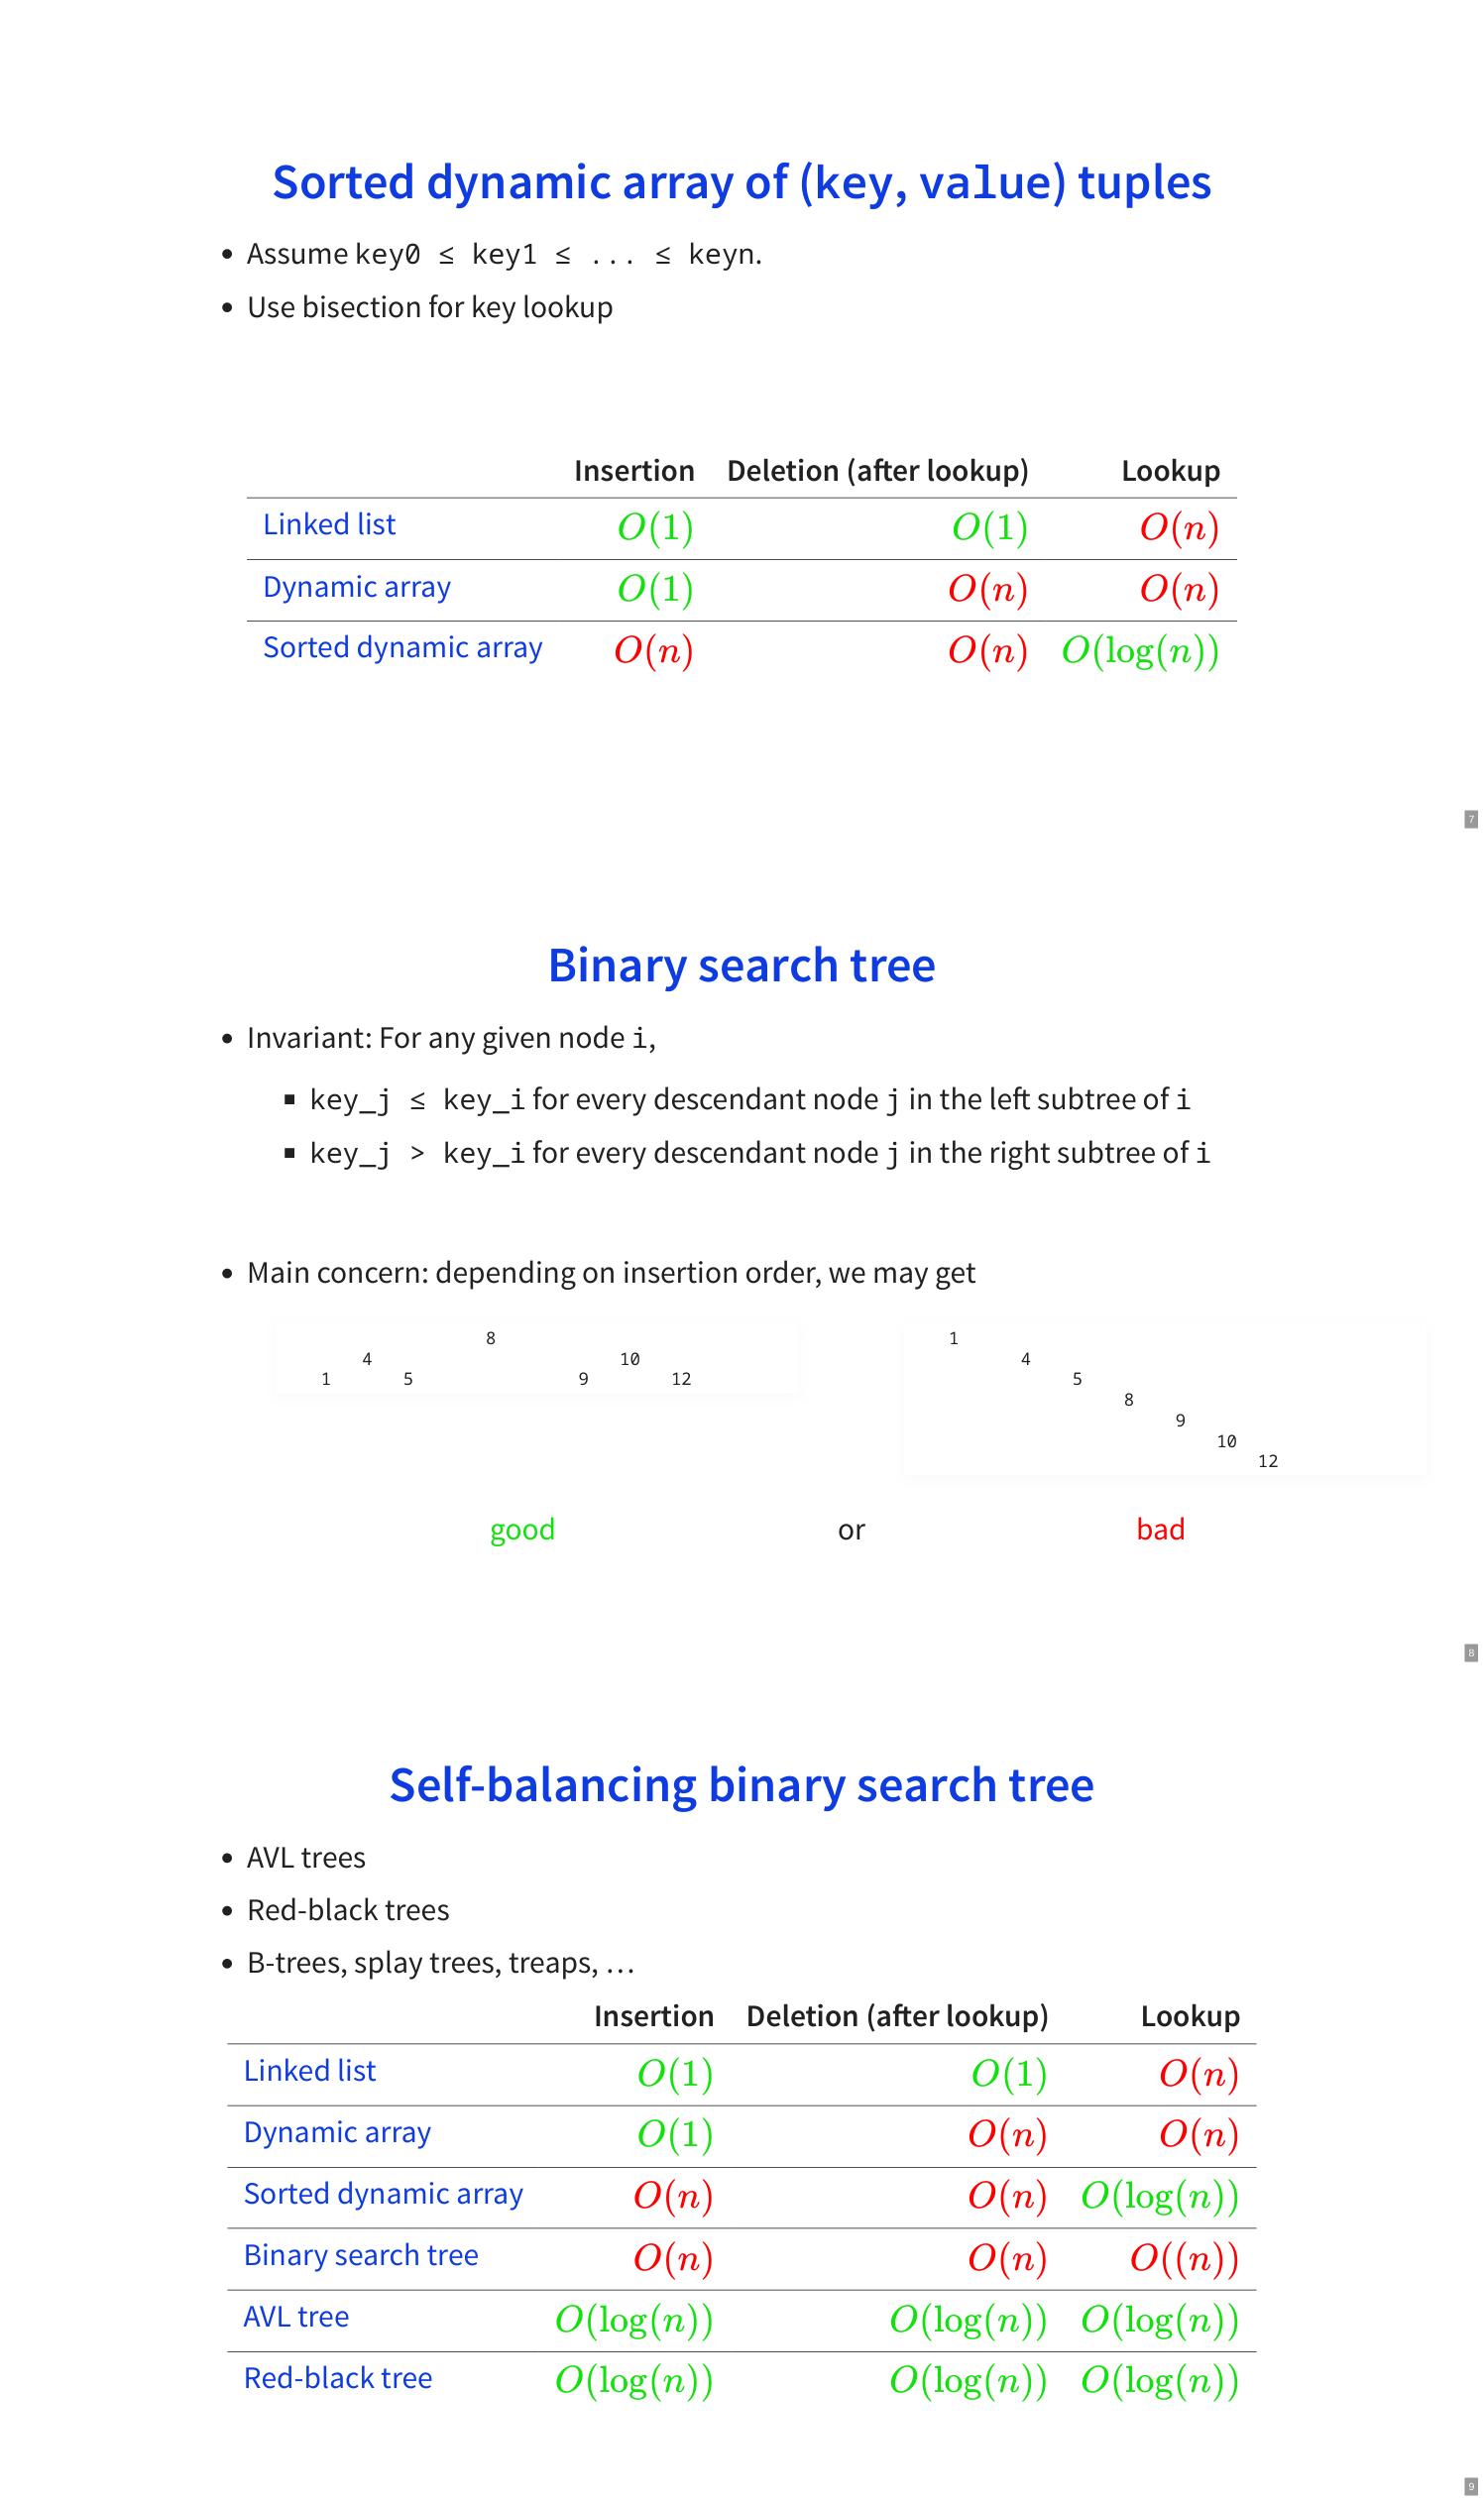 Sorted dynamic array of (key, value) tuples
• Assume key0 ≤ key1 ≤ ... ≤ keyn.
• Use bisection for key lookup
Insertion Deletion (after lookup) Lookup
Linked list O(1) O(1) O(n)
Dynamic array O(1) O(n) O(n)
Sorted dynamic array O(n) O(n) O(log(n))
7
Binary search tree
• Invariant: For any given node i,
▪ key_j ≤ key_i for every descendant node j in the left subtree of i
▪ key_j > key_i for every descendant node j in the right subtree of i
• Main concern: depending on insertion order, we may get
8
4 10
1 5 9 12
1
4
5
8
9
10
12
good or bad
8
Self-balancing binary search tree
• AVL trees
• Red-black trees
• B-trees, splay trees, treaps, …
Insertion Deletion (after lookup) Lookup
Linked list O(1) O(1) O(n)
Dynamic array O(1) O(n) O(n)
Sorted dynamic array O(n) O(n) O(log(n))
Binary search tree O(n) O(n) O((n))
AVL tree O(log(n)) O(log(n)) O(log(n))
Red-black tree O(log(n)) O(log(n)) O(log(n))
9